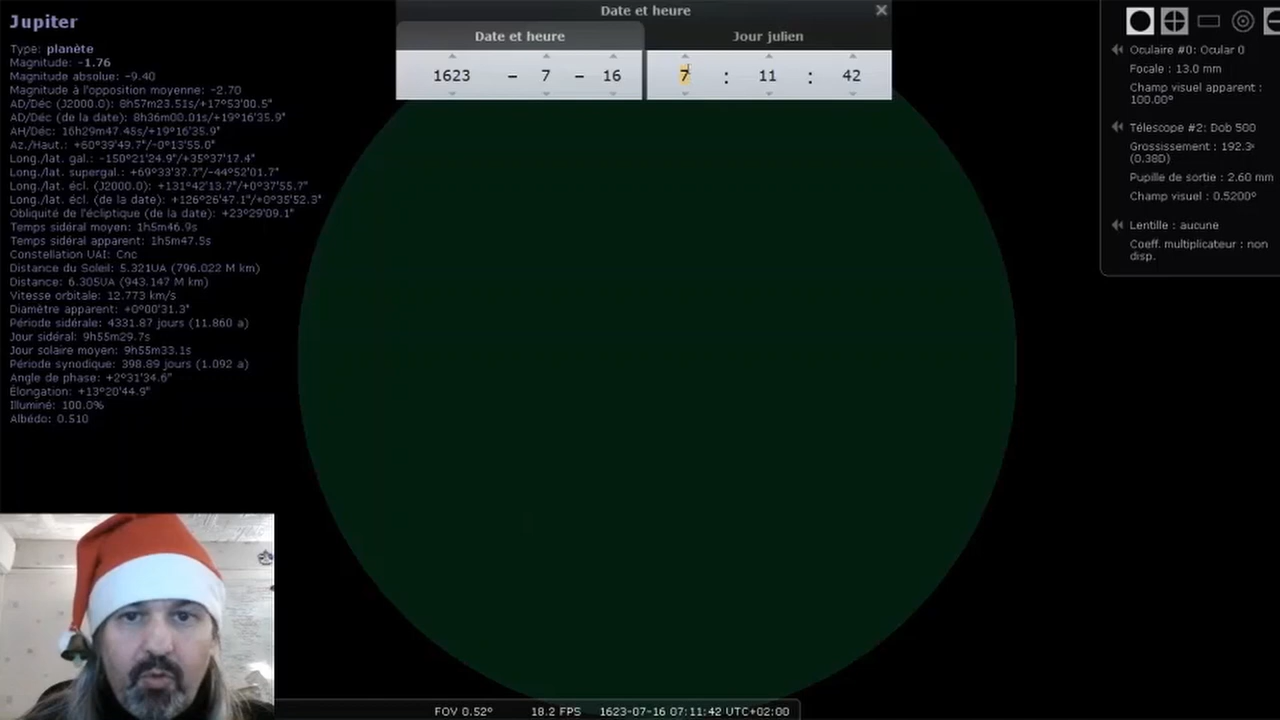 Jupiter
Type: planète
Magnitude: -1.76
Magnitude absolue: -9.40
Magnitude à l'opposition moyenne: -2.70
AD/Déc (J2000.0): 8h57m23.51s/+17°53'00.5"
AD/Déc (de la date): 8h36m00.01s/+19°16'35.9"
AH/Déc: 16h29m47.48s/+19°16'35.9"
Az./Haut.: +60°39'49.7"/-0°13'55.0"
Long./lat. gal.: -150°21'24.9"/+35°37'17.4"
Long./lat. supergal.: +69°33'37.7"/-44°52'01.7"
Long./lat. écl. (J2000.0): +131°42'13.7"/+0°37'55.7"
Long./lat. écl. (de la date): +126°26'47.1"/+0°35'52.3"
Obliquité de l'écliptique (de la date): +23°29'09.1"
Temps sidéral moyen: 1h5m46.9s
Temps sidéral apparent: 1h5m47.5s
Constellation UAI: Cnc
Distance du Soleil: 5.321UA (796.022 M km)
Distance: 6.305UA (943.147 M km)
Vitesse orbitale: 12.773 km/s
Diamètre apparent: +0°00'31.3"
Période sidérale: 4331.87 jours (11.860 a)
Jour sidéral: 9h55m29.7s
Jour solaire moyen: 9h55m33.1s
Période synodique: 398.89 jours (1.092 a)
Angle de phase: +2°31'34.6"
Élongation: +13°20'44.9"
Illuminé: 100.0%
Albédo: 0.510
Date et heure
Date et heure Jour julien
1623 - 7 - 16 7 : 11 : 42
Oculaire #0: Ocular 0
Focale : 13.0 mm
Champ visuel apparent :
100.00°
Télescope #2: Dob 500
Grossissement : 192.3×
(0.38D)
Pupille de sortie : 2.60 mm
Champ visuel : 0.5200°
Lentille : aucune
Coeff. multiplicateur : non
disp.
FOV 0.52° 18.2 FPS 1623-07-16 07:11:42 UTC+02:00